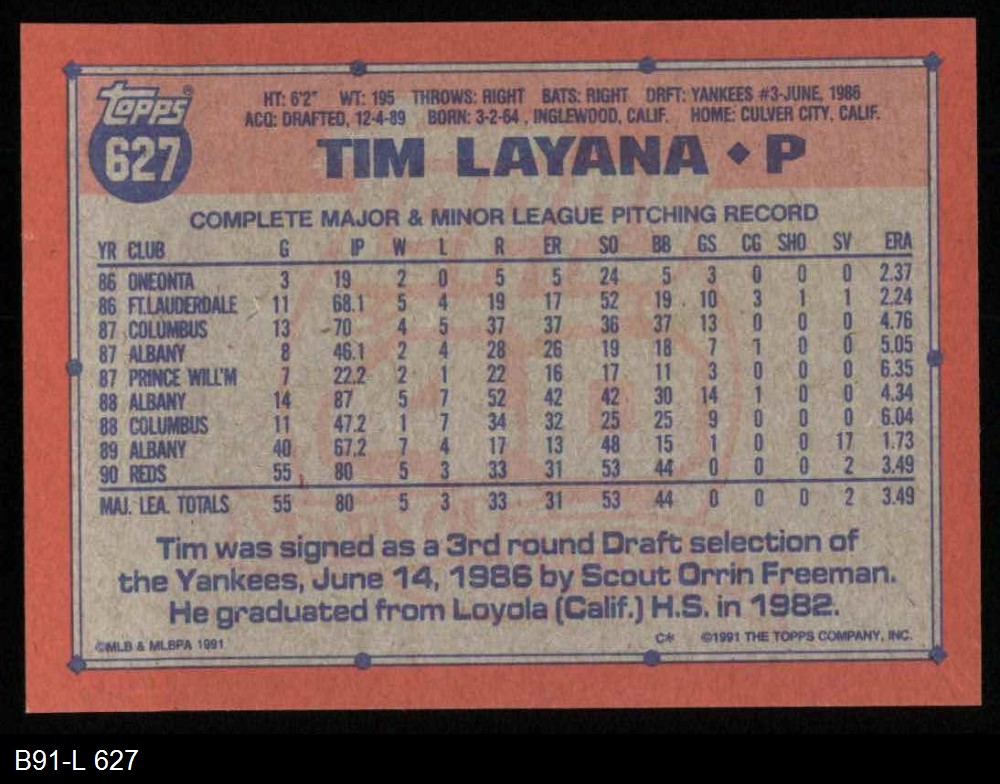 Topps®
627
HT: 6'2" WT: 195 THROWS: RIGHT BATS: RIGHT DRFT: YANKEES #3-JUNE, 1986
ACQ: DRAFTED, 12-4-89 BORN: 3-2-64, INGLEWOOD, CALIF. HOME: CULVER CITY, CALIF.
TIM LAYANA ◆ P
COMPLETE MAJOR & MINOR LEAGUE PITCHING RECORD
YR CLUB G IP W L R ER SO BB GS CG SHO SV ERA
86 ONEONTA 3 19 2 0 5 5 24 5 3 0 0 0 2.37
86 FT.LAUDERDALE 11 68.1 5 4 19 17 52 19 10 3 1 1 2.24
87 COLUMBUS 13 70 4 5 37 37 36 37 13 0 0 0 4.76
87 ALBANY 8 46.1 2 4 28 26 19 18 7 1 0 0 5.05
87 PRINCE WILL'M 7 22.2 2 1 22 16 17 11 3 0 0 0 6.35
88 ALBANY 14 87 5 7 52 42 42 30 14 1 0 0 4.34
88 COLUMBUS 11 47.2 1 7 34 32 25 25 9 0 0 0 6.04
89 ALBANY 40 67.2 7 4 17 13 48 15 1 0 0 17 1.73
90 REDS 55 80 5 3 33 31 53 44 0 0 0 2 3.49
MAJ. LEA. TOTALS 55 80 5 3 33 31 53 44 0 0 0 2 3.49
Tim was signed as a 3rd round Draft selection of
the Yankees, June 14, 1986 by Scout Orrin Freeman.
He graduated from Loyola (Calif.) H.S. in 1982.
©MLB & MLBPA 1991 C* ©1991 THE TOPPS COMPANY, INC.
B91-L 627